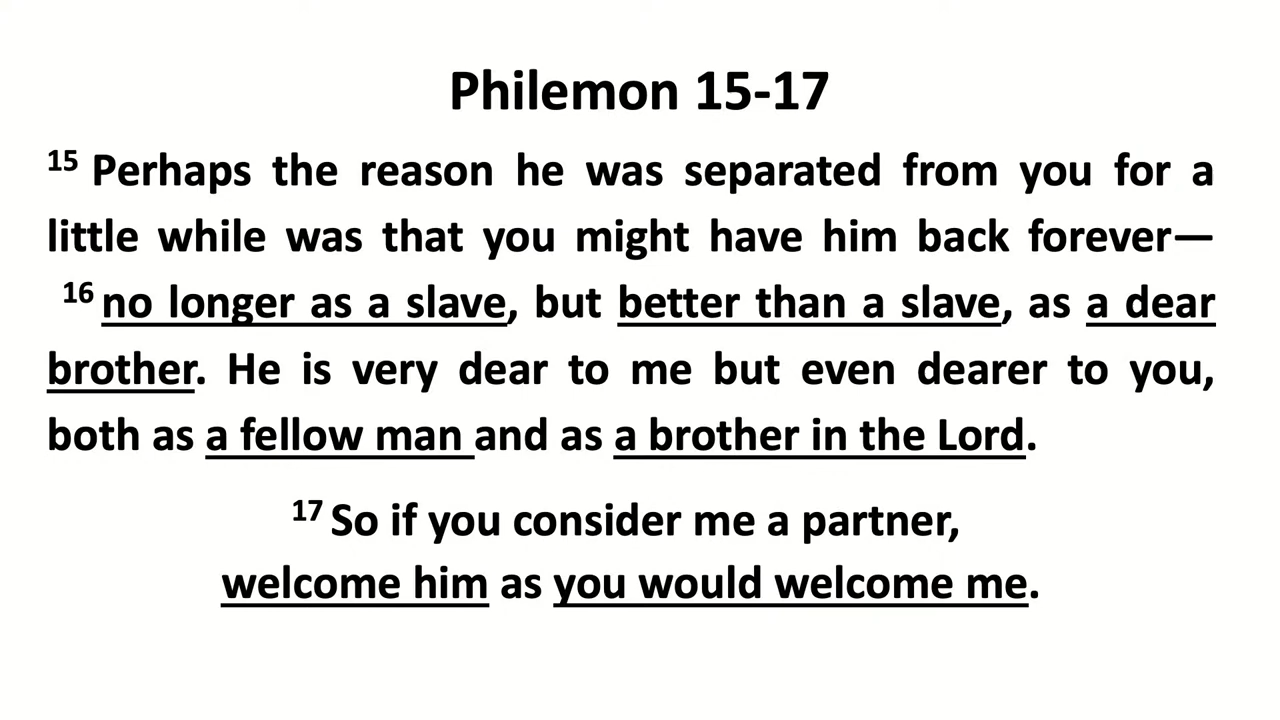 Philemon 15-17
15 Perhaps the reason he was separated from you for a
little while was that you might have him back forever—
16 no longer as a slave, but better than a slave, as a dear
brother. He is very dear to me but even dearer to you,
both as a fellow man and as a brother in the Lord.
17 So if you consider me a partner,
welcome him as you would welcome me.